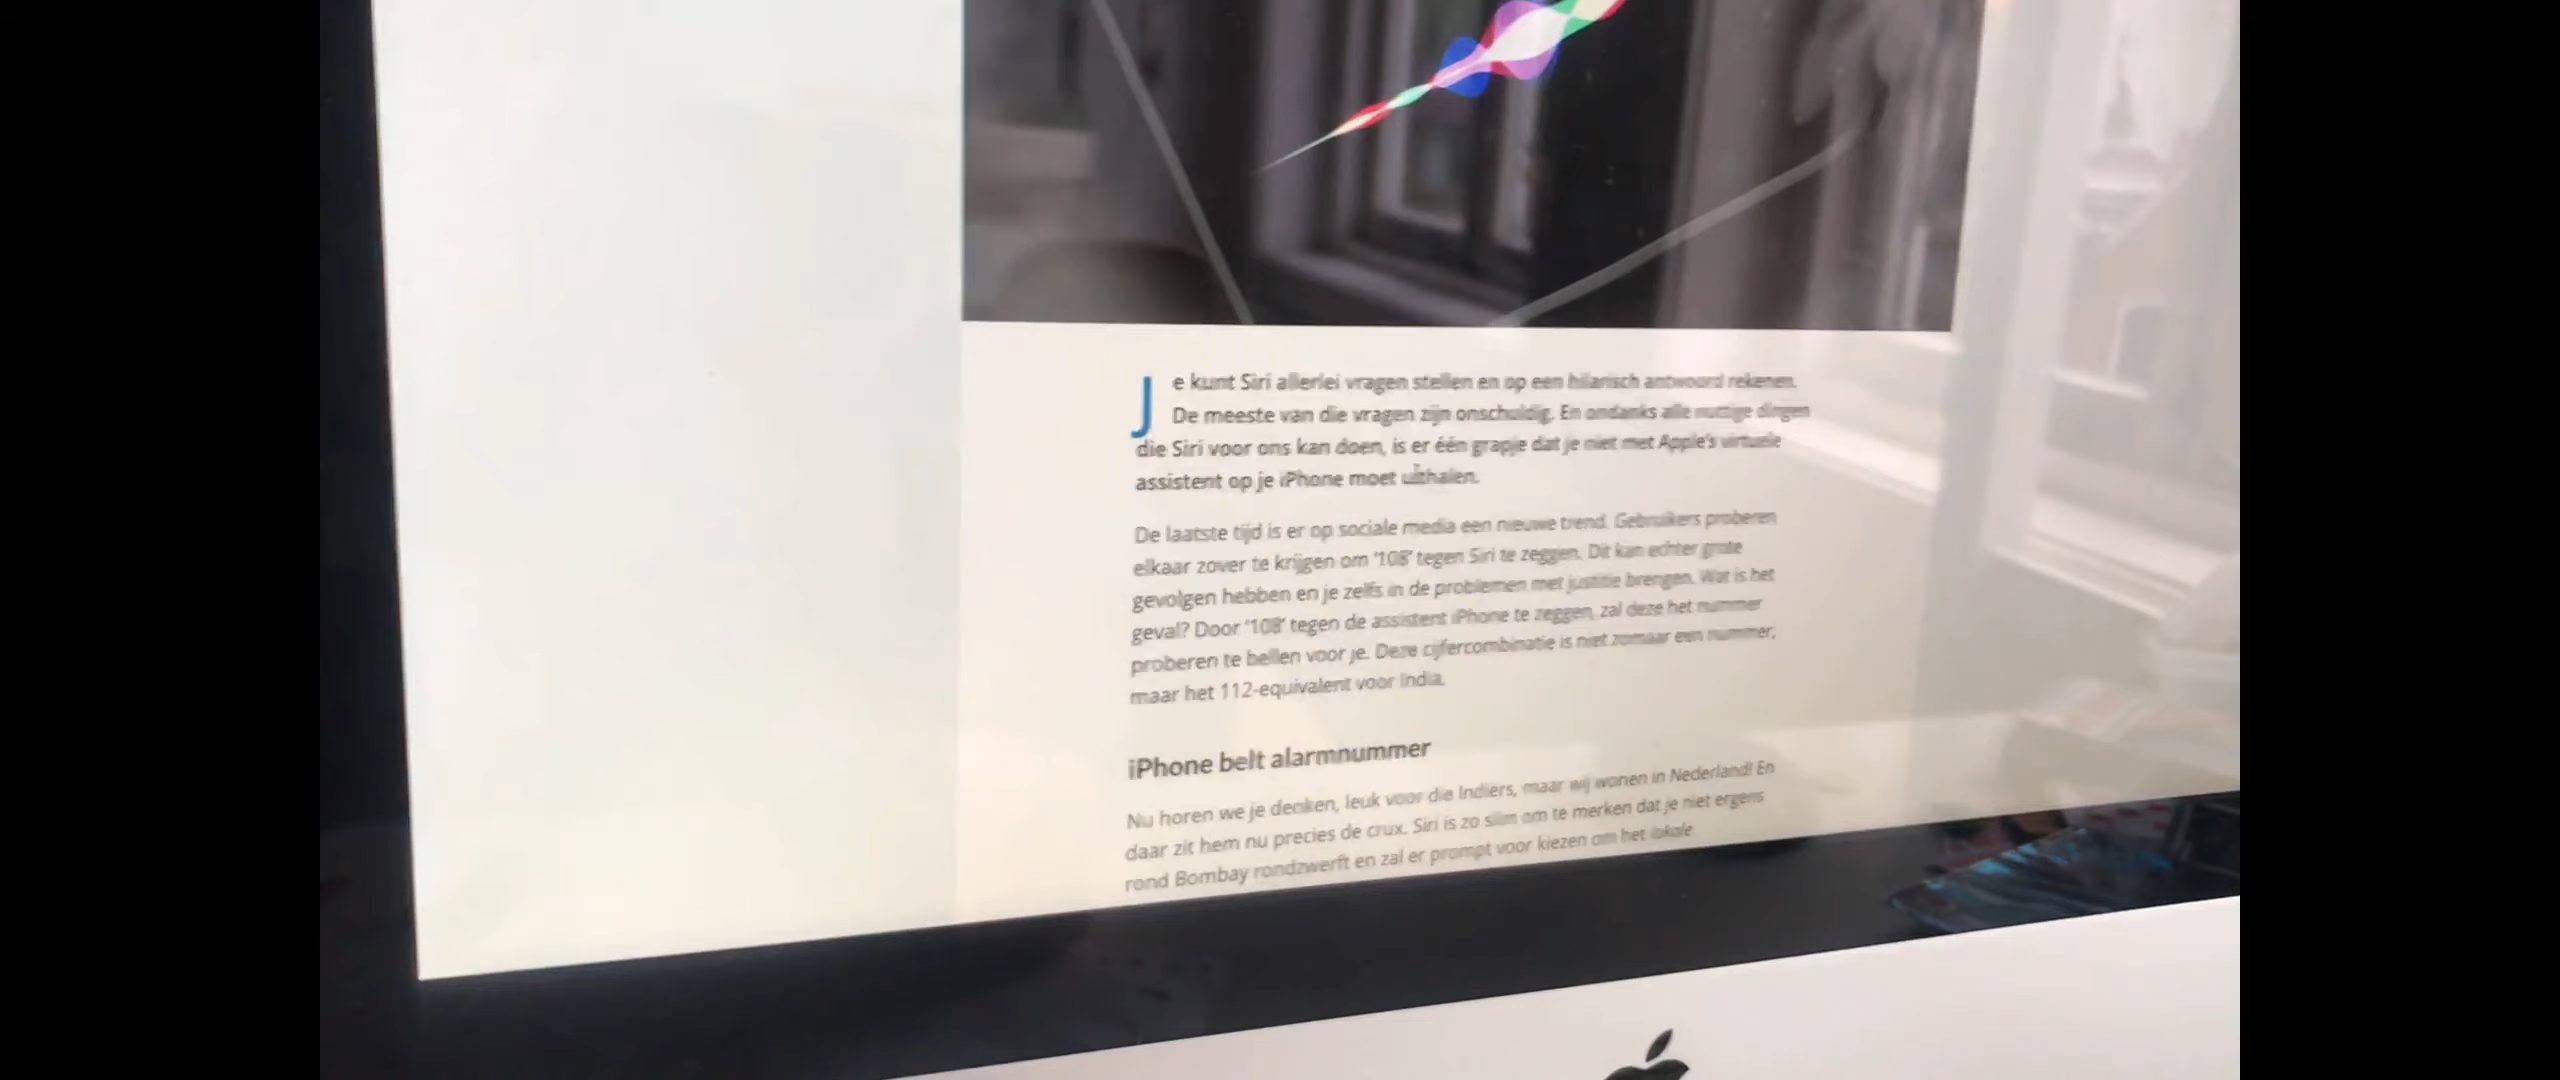 Je kunt Siri allerlei vragen stellen en op een hilarisch antwoord rekenen.
De meeste van die vragen zijn onschuldig. En ondanks alle nuttige dingen
die Siri voor ons kan doen, is er één grapje dat je niet met Apple's virtuele
assistent op je iPhone moet uithalen.
De laatste tijd is er op sociale media een nieuwe trend. Gebruikers proberen
elkaar zover te krijgen om '108' tegen Siri te zeggen. Dit kan echter grote
gevolgen hebben en je zelfs in de problemen met justitie brengen. Wat is het
geval? Door '108' tegen de assistent iPhone te zeggen, zal deze het nummer
proberen te bellen voor je. Deze cijfercombinatie is niet zomaar een nummer,
maar het 112-equivalent voor India.
iPhone belt alarmnummer
Nu horen we je denken, leuk voor die Indiërs, maar wij wonen in Nederland! En
daar zit hem nu precies de crux. Siri is zo slim om te merken dat je niet ergens
rond Bombay rondzwerft en zal er prompt voor kiezen om het lokale